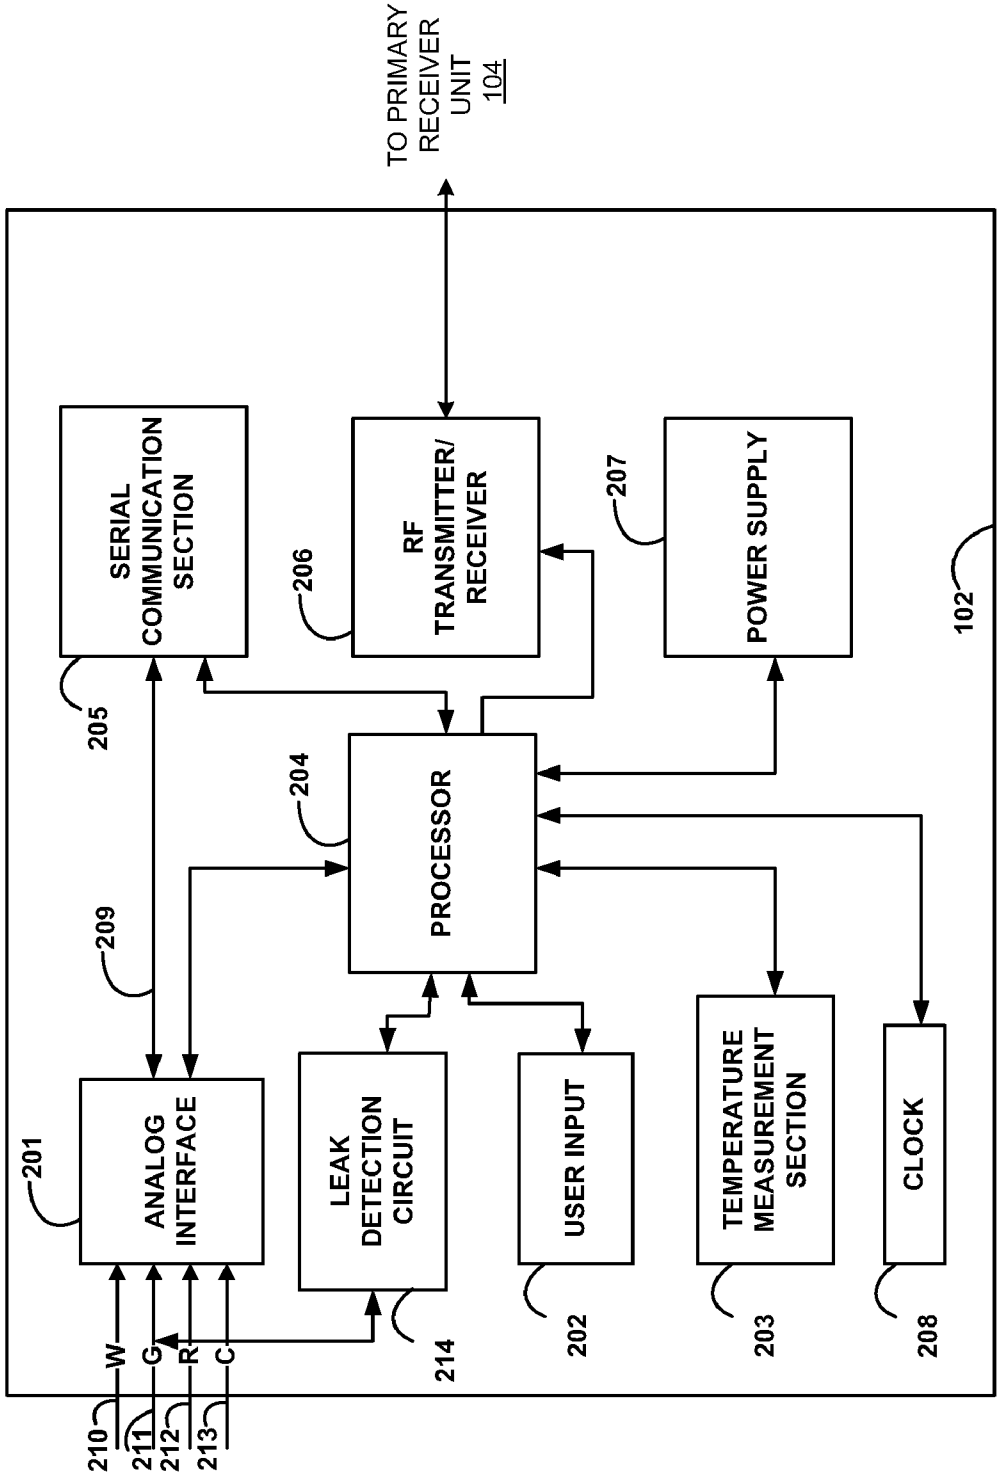 210
211
212
213
W
G
R
C
201
ANALOG
INTERFACE
209
205
SERIAL
COMMUNICATION
SECTION
214
LEAK
DETECTION
CIRCUIT
204
PROCESSOR
206
RF
TRANSMITTER/
RECEIVER
TO PRIMARY
RECEIVER
UNIT
104
202
USER INPUT
203
TEMPERATURE
MEASUREMENT
SECTION
207
POWER SUPPLY
208
CLOCK
102